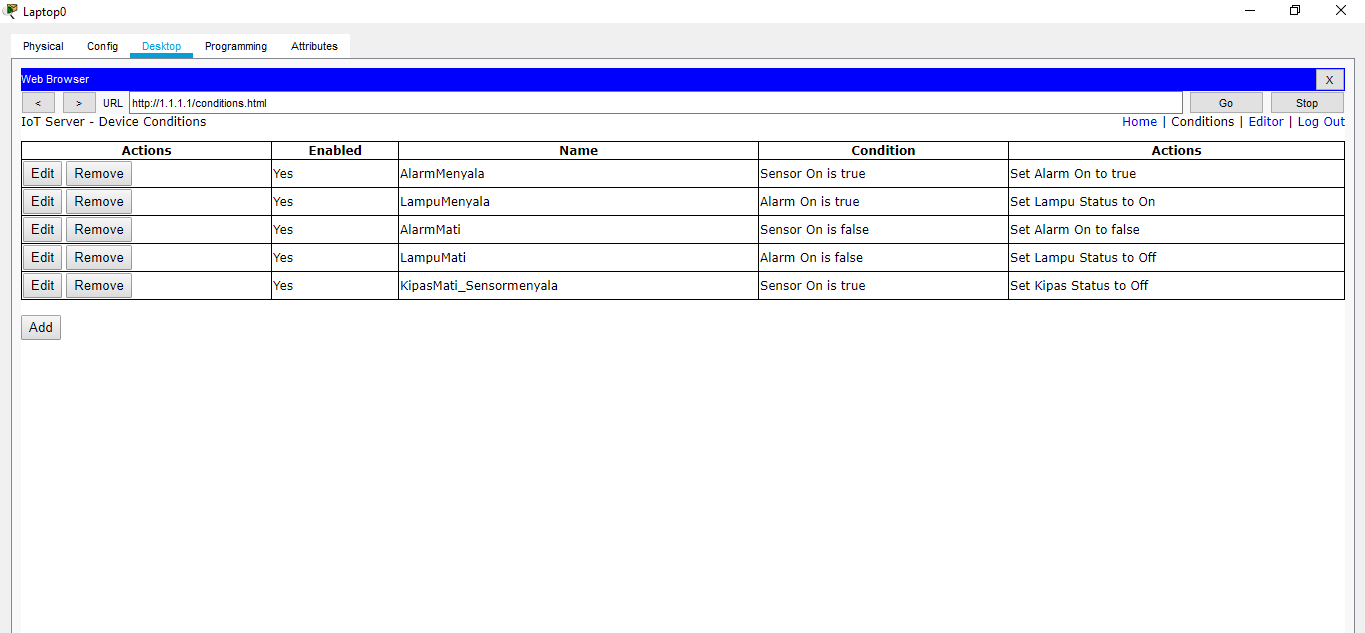 Laptop0
Physical Config Desktop Programming Attributes
Web Browser X
< > URL http://1.1.1.1/conditions.html Go Stop
IoT Server - Device Conditions Home | Conditions | Editor | Log Out
Actions Enabled Name Condition Actions
Edit Remove Yes AlarmMenyala Sensor On is true Set Alarm On to true
Edit Remove Yes LampuMenyala Alarm On is true Set Lampu Status to On
Edit Remove Yes AlarmMati Sensor On is false Set Alarm On to false
Edit Remove Yes LampuMati Alarm On is false Set Lampu Status to Off
Edit Remove Yes KipasMati_Sensormenyala Sensor On is true Set Kipas Status to Off
Add